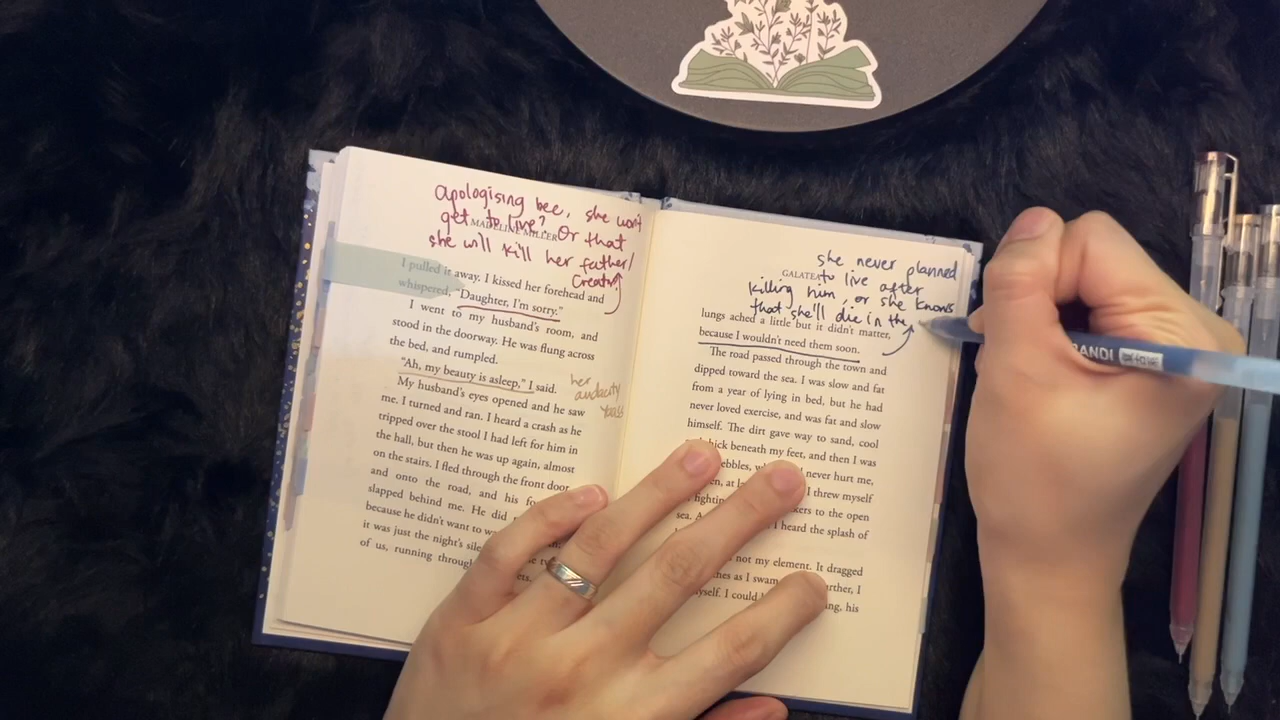 apologising bec, she won't
get to live? Or that
she will kill her father/
Creator
MADELINE MILLER
I pulled it away. I kissed her forehead and
whispered, "Daughter, I'm sorry."
I went to my husband's room, and
stood in the doorway. He was flung across
the bed, and rumpled.
"Ah, my beauty is asleep," I said.
My husband's eyes opened and he saw
me. I turned and ran. I heard a crash as he
tripped over the stool I had left for him in
the hall, but then he was up again, almost
on the stairs. I fled through the front door
and onto the road, and his
slapped behind me. He did
because he didn't want to
it was just the night's
of us, running through
her
audacity
she never planned
to live after
killing him, or she knows
that she'll die in the
GALATEA
lungs ached a little but it didn't matter,
because I wouldn't need them soon.
The road passed through the town and
dipped toward the sea. I was slow and fat
from a year of lying in bed, but he had
never loved exercise, and was fat and slow
himself. The dirt gave way to sand, cool
beneath my feet, and then I was
never hurt me,
I threw myself
to the open
sea. I heard the splash of
not my element. It dragged
as I swam
I could his
RANDI